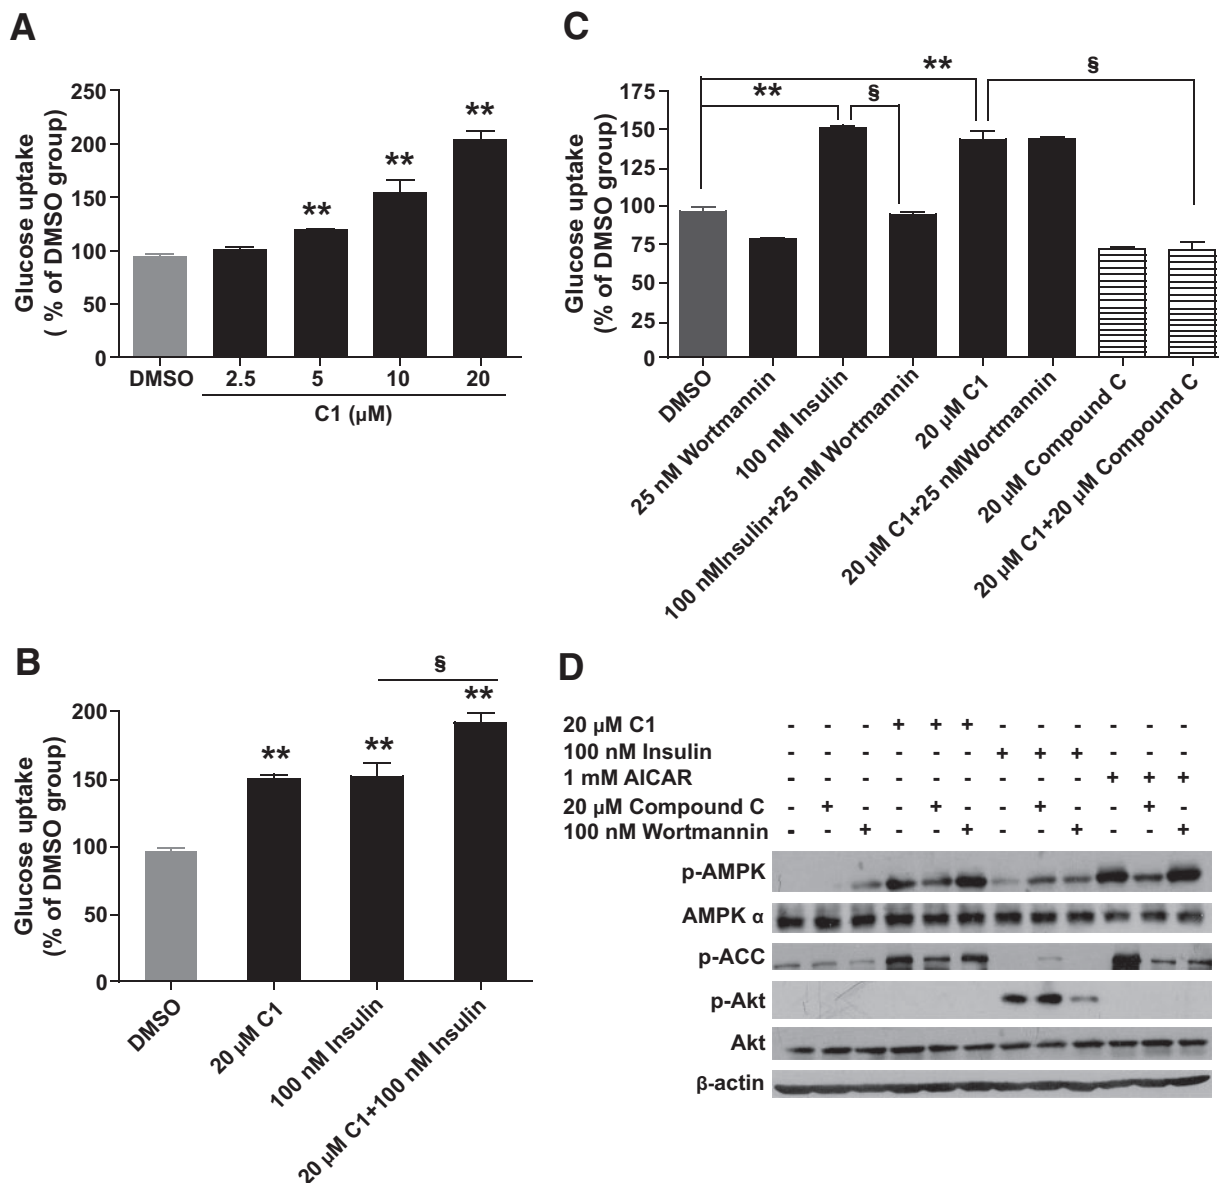 A
Glucose uptake
( % of DMSO group)
250
200
150
100
50
0
**
**
**
DMSO
2.5
5
10
20
C1 (µM)
C
Glucose uptake
(% of DMSO group)
175
150
125
100
75
50
25
0
**
§
**
§
DMSO
25 nM Wortmannin
100 nM Insulin
100 nMInsulin+25 nM Wortmannin
20 µM C1
20 µM C1+25 nMWortmannin
20 µM Compound C
20 µM C1+20 µM Compound C
B
Glucose uptake
(% of DMSO group)
200
150
100
50
0
§
**
**
**
DMSO
20 µM C1
100 nM Insulin
20 µM C1+100 nM Insulin
D
20 µM C1 - - - + + + - - - - - -
100 nM Insulin - - - - - - + + + - - -
1 mM AICAR - - - - - - - - - + + +
20 µM Compound C - + - - + - - + - - + -
100 nM Wortmannin - - + - - + - - + - - +
p-AMPK
AMPK α
p-ACC
p-Akt
Akt
β-actin